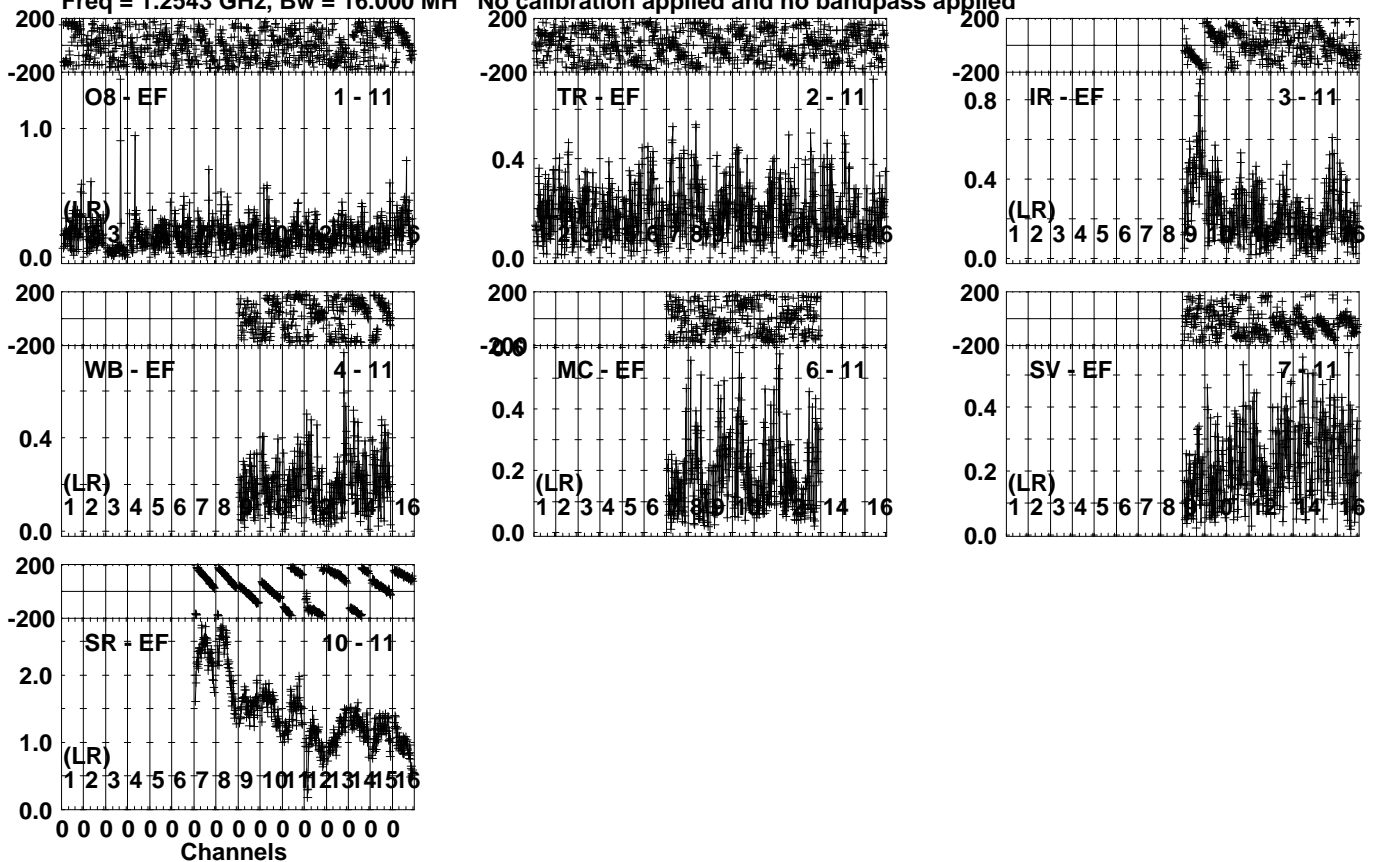 Freq = 1.2543 GHz, Bw = 16.000 MH No calibration applied and no bandpass applied
200
-200
O8 - EF 1 - 11
1.0
(LR)
3
0.0
200
-200
TR - EF 2 - 11
0.4
0.0
200
-200
IR - EF 3 - 11
0.8
0.4
(LR)
1 2 3 4 5 6 7 8 9
0.0
200
-200
WB - EF 4 - 11
0.4
(LR)
1 2 3 4 5 6 7 8
16
0.0
200
-200
MC - EF 6 - 11
0.4
0.2
(LR)
1 2 3 4 5 6
14 16
0.0
200
-200
SV - EF 7 - 11
0.4
0.2
(LR)
1 2 3 4 5 6 7 8 9 10 12 14 16
0.0
200
-200
SR - EF 10 - 11
2.0
1.0
(LR)
1 2 3 4 5 6 7 8 9 10 11 12 13 14 15 16
0.0
0 0 0 0 0 0 0 0 0 0 0 0 0 0 0 0
Channels